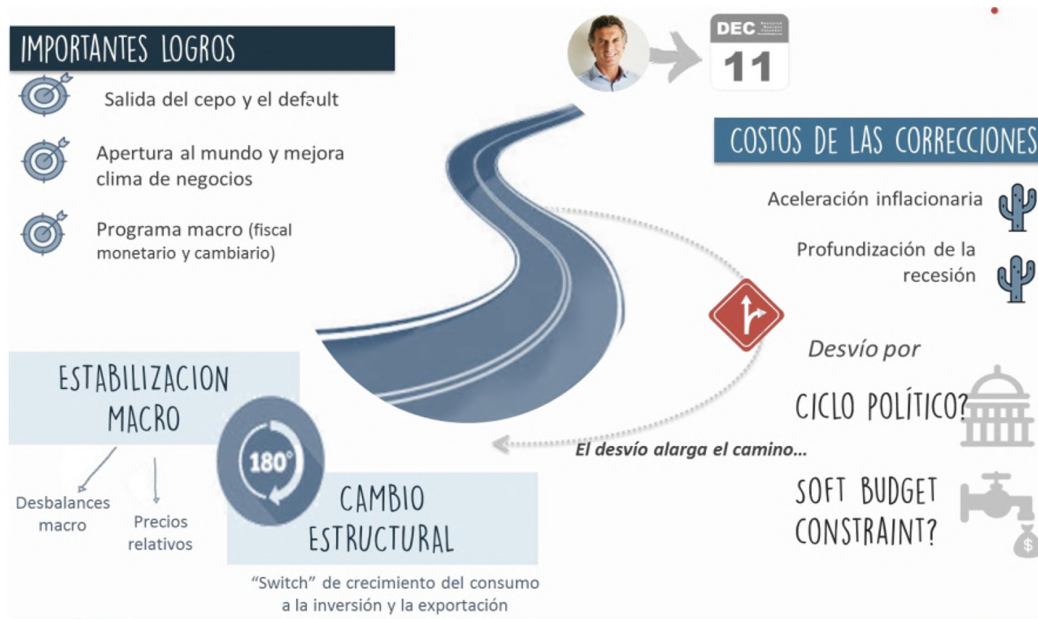 IMPORTANTES LOGROS
Salida del cepo y el default
Apertura al mundo y mejora
clima de negocios
Programa macro (fiscal
monetario y cambiario)
DEC
11
COSTOS DE LAS CORRECCIONES
Aceleración inflacionaria
Profundización de la
recesión
Desvío por
CICLO POLÍTICO?
El desvío alarga el camino...
SOFT BUDGET
CONSTRAINT?
$
ESTABILIZACION
MACRO
180°
Desbalances
macro
Precios
relativos
CAMBIO
ESTRUCTURAL
“Switch” de crecimiento del consumo
a la inversión y la exportación